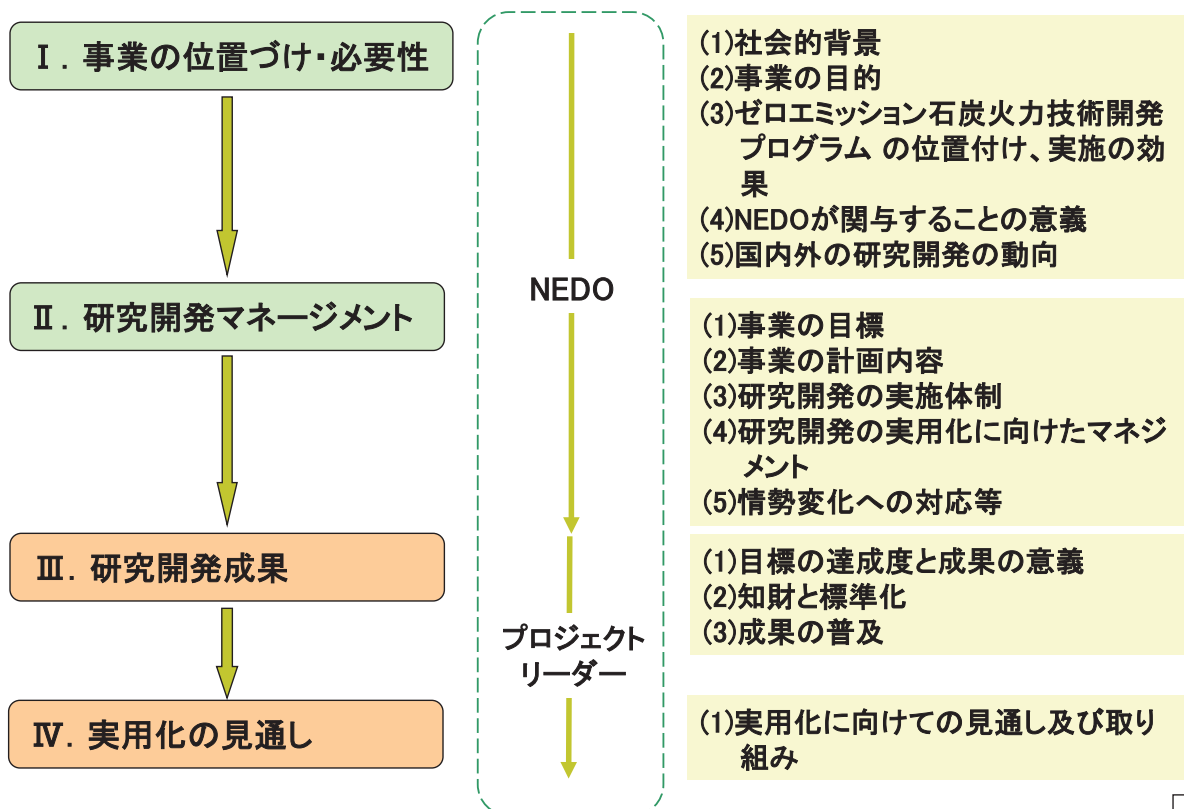 Ⅰ. 事業の位置づけ・必要性
(1)社会的背景
(2)事業の目的
(3)ゼロエミッション石炭火力技術開発
プログラム の位置付け、実施の効
果
(4)NEDOが関与することの意義
(5)国内外の研究開発の動向
NEDO
Ⅱ. 研究開発マネージメント
(1)事業の目標
(2)事業の計画内容
(3)研究開発の実施体制
(4)研究開発の実用化に向けたマネジ
メント
(5)情勢変化への対応等
Ⅲ. 研究開発成果
(1)目標の達成度と成果の意義
(2)知財と標準化
(3)成果の普及
プロジェクト
リーダー
Ⅳ. 実用化の見通し
(1)実用化に向けての見通し及び取り
組み